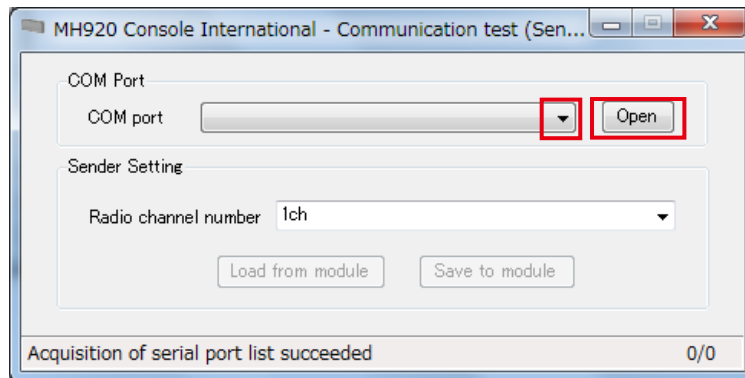 MH920 Console International - Communication test (Sen...
COM Port
COM port
Open
Sender Setting
Radio channel number
1ch
Load from module
Save to module
Acquisition of serial port list succeeded
0/0